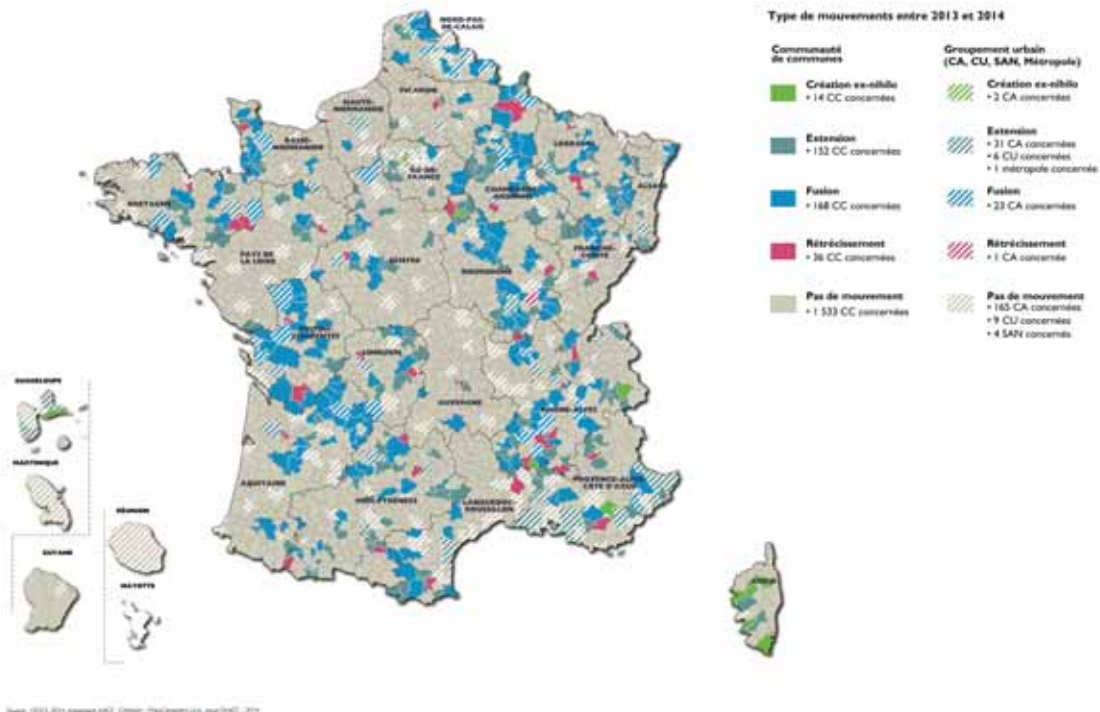 Type de mouvements entre 2013 et 2014
Communauté
de communes
Création ex-nihilo
• 14 CC concernées
Extension
• 152 CC concernées
Fusion
• 168 CC concernées
Rétrécissement
• 36 CC concernées
Pas de mouvement
• 1 533 CC concernées
Groupement urbain
(CA, CU, SAN, Métropole)
Création ex-nihilo
• 2 CA concernées
Extension
• 31 CA concernées
• 6 CU concernées
• 1 métropole concernée
Fusion
• 23 CA concernées
Rétrécissement
• 1 CA concernée
Pas de mouvement
• 165 CA concernées
• 9 CU concernées
• 4 SAN concernés
NORD-PAS-
DE-CALAIS
PICARDIE
HAUTE-
NORMANDIE
BASSE-
NORMANDIE
ILE-DE-
FRANCE
LORRAINE
ALSACE
CHAMPAGNE-
ARDENNE
BRETAGNE
PAYS DE
LA LOIRE
CENTRE
BOURGOGNE
FRANCHE-
COMTÉ
POITOU-
CHARENTES
LIMOUSIN
AUVERGNE
RHÔNE-ALPES
AQUITAINE
MIDI-PYRÉNÉES
LANGUEDOC-
ROUSSILLON
PROVENCE-ALPES
CÔTE D'AZUR
CORSE
GUADELOUPE
MARTINIQUE
GUYANE
RÉUNION
MAYOTTE